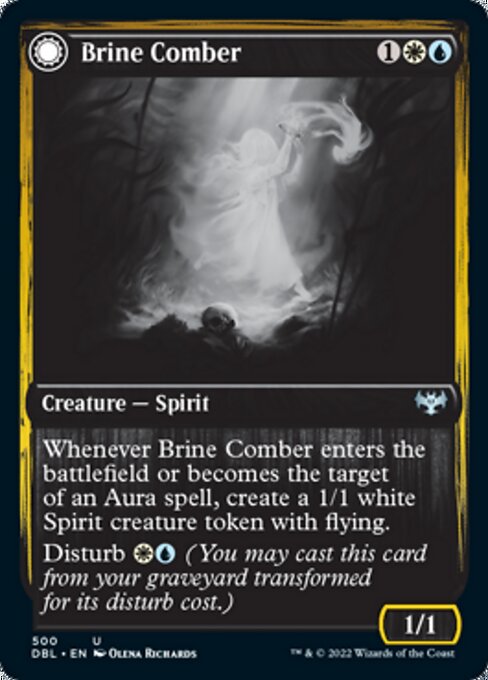 Brine Comber 1
Creature — Spirit
Whenever Brine Comber enters the
battlefield or becomes the target
of an Aura spell, create a 1/1 white
Spirit creature token with flying.
Disturb (You may cast this card
from your graveyard transformed
for its disturb cost.)
1/1
500 U
DBL • EN Olena Richards
™ & © 2022 Wizards of the Coast